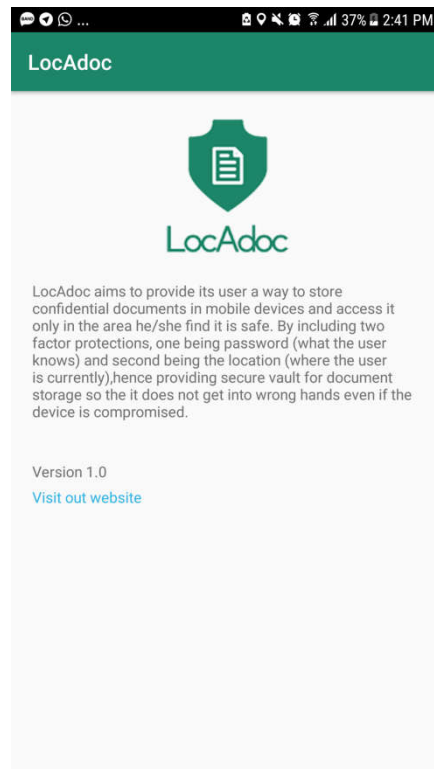 ... 37% 2:41 PM
LocAdoc
LocAdoc
LocAdoc aims to provide its user a way to store
confidential documents in mobile devices and access it
only in the area he/she find it is safe. By including two
factor protections, one being password (what the user
knows) and second being the location (where the user
is currently),hence providing secure vault for document
storage so the it does not get into wrong hands even if the
device is compromised.
Version 1.0
Visit out website